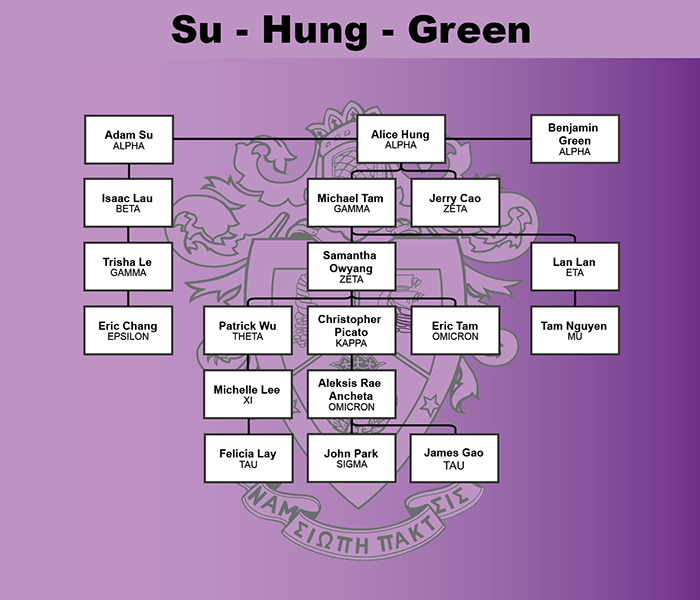 Su - Hung - Green
Adam Su
ALPHA
Alice Hung
ALPHA
Benjamin
Green
ALPHA
Isaac Lau
BETA
Michael Tam
GAMMA
Jerry Cao
ZETA
Trisha Le
GAMMA
Samantha
Owyang
ZETA
Lan Lan
ETA
Eric Chang
EPSILON
Patrick Wu
THETA
Christopher
Picato
KAPPA
Eric Tam
OMICRON
Tam Nguyen
MU
Michelle Lee
XI
Aleksis Rae
Ancheta
OMICRON
Felicia Lay
TAU
John Park
SIGMA
James Gao
TAU
ΝΑΜ ΣΙΩΠΗ ΠΑΚΤ ΣΙΣ